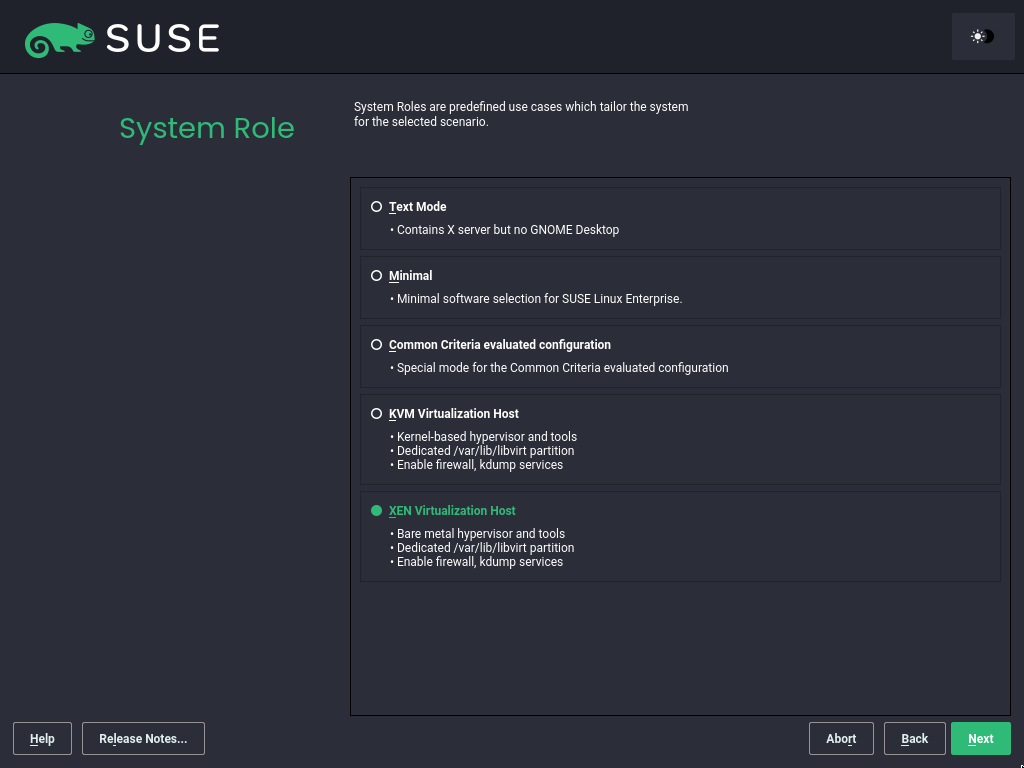 SUSE
System Role
System Roles are predefined use cases which tailor the system
for the selected scenario.
Text Mode
• Contains X server but no GNOME Desktop
Minimal
• Minimal software selection for SUSE Linux Enterprise.
Common Criteria evaluated configuration
• Special mode for the Common Criteria evaluated configuration
KVM Virtualization Host
• Kernel-based hypervisor and tools
• Dedicated /var/lib/libvirt partition
• Enable firewall, kdump services
XEN Virtualization Host
• Bare metal hypervisor and tools
• Dedicated /var/lib/libvirt partition
• Enable firewall, kdump services
Help Release Notes... Abort Back Next